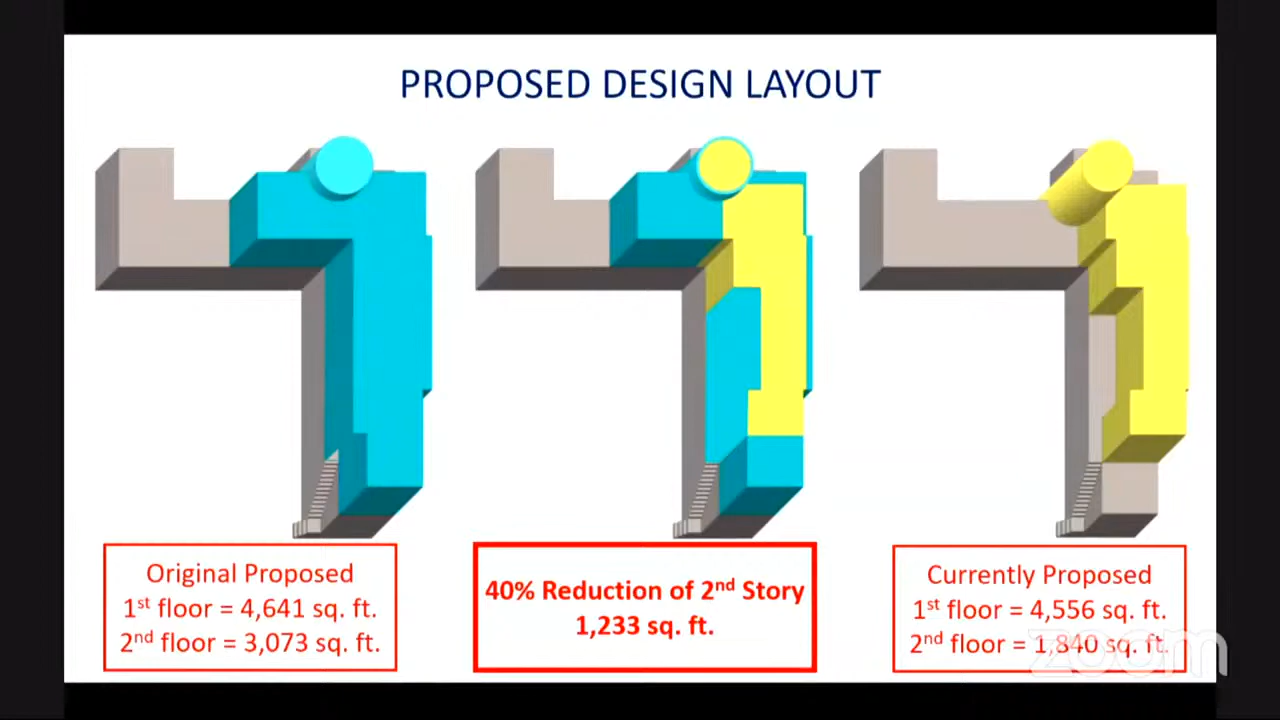 PROPOSED DESIGN LAYOUT
Original Proposed
1st floor = 4,641 sq. ft.
2nd floor = 3,073 sq. ft.
40% Reduction of 2nd Story
1,233 sq. ft.
Currently Proposed
1st floor = 4,556 sq. ft.
2nd floor = 1,840 sq. ft.
zoom